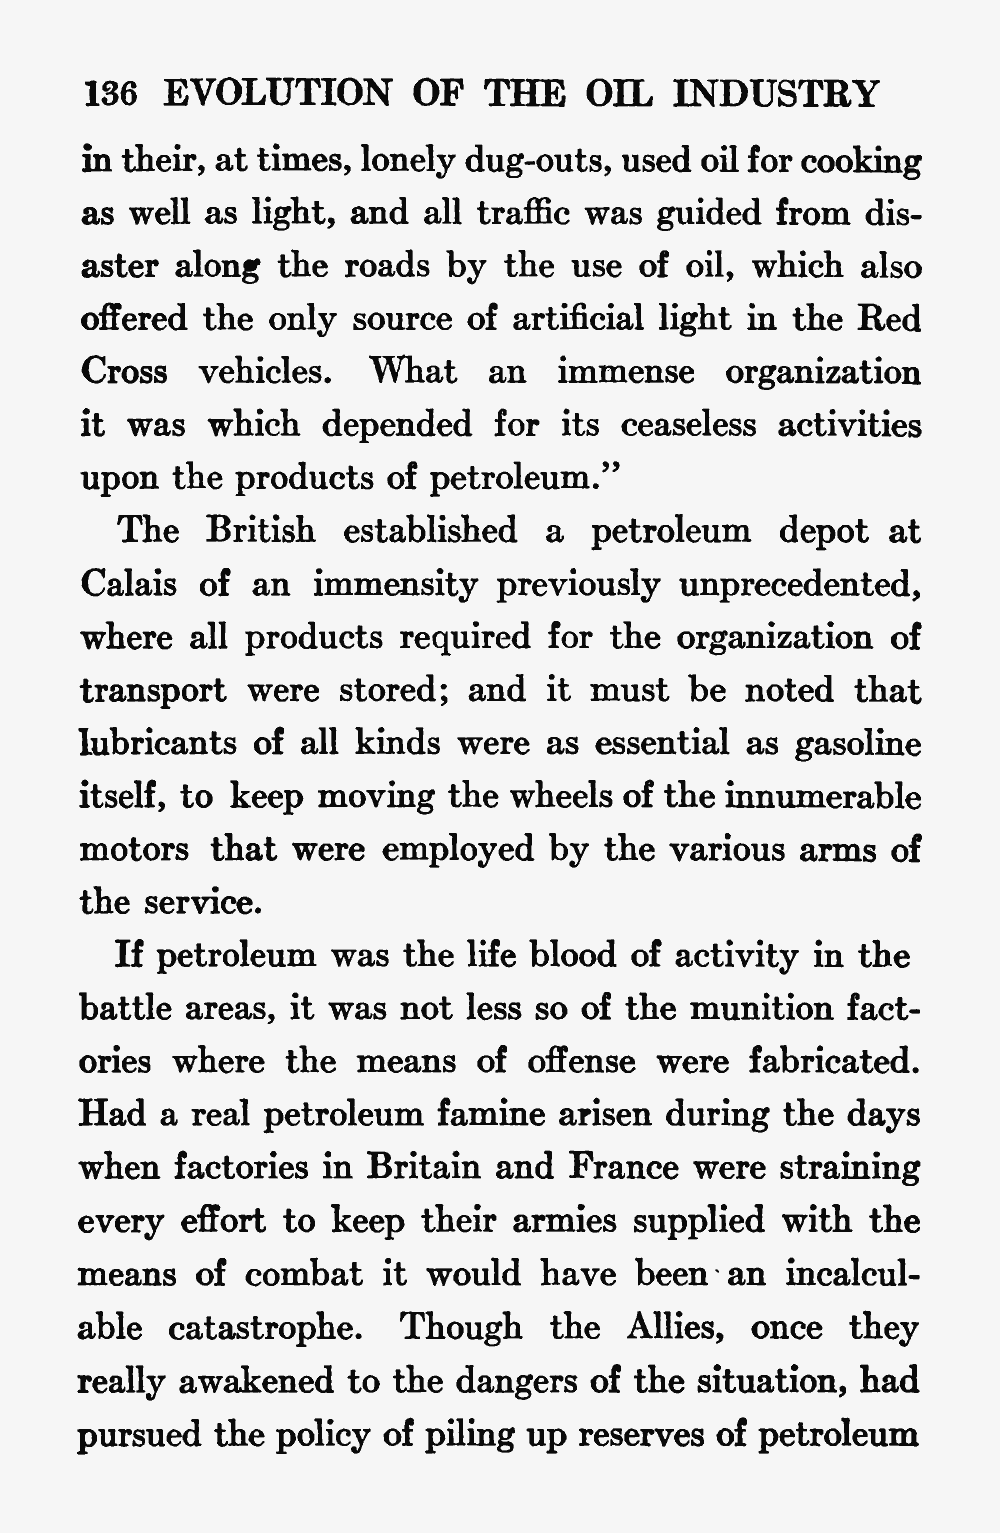 136 EVOLUTION OF THE OIL INDUSTRY
in their, at times, lonely dug-outs, used oil for cooking
as well as light, and all traffic was guided from dis-
aster along the roads by the use of oil, which also
offered the only source of artificial light in the Red
Cross vehicles. What an immense organization
it was which depended for its ceaseless activities
upon the products of petroleum.”
The British established a petroleum depot at
Calais of an immensity previously unprecedented,
where all products required for the organization of
transport were stored; and it must be noted that
lubricants of all kinds were as essential as gasoline
itself, to keep moving the wheels of the innumerable
motors that were employed by the various arms of
the service.
If petroleum was the life blood of activity in the
battle areas, it was not less so of the munition fact-
ories where the means of offense were fabricated.
Had a real petroleum famine arisen during the days
when factories in Britain and France were straining
every effort to keep their armies supplied with the
means of combat it would have been an incalcul-
able catastrophe. Though the Allies, once they
really awakened to the dangers of the situation, had
pursued the policy of piling up reserves of petroleum